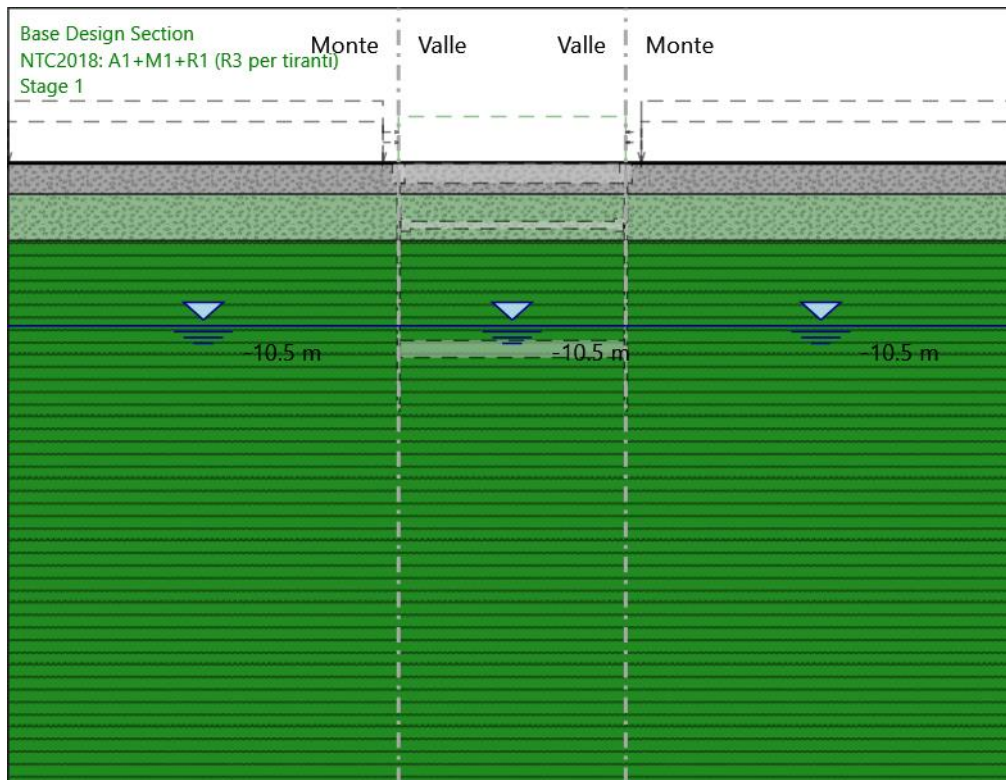 Base Design Section
NTC2018: A1+M1+R1 (R3 per tiranti)
Stage 1
Monte Valle Valle Monte
-10.5 m -10.5 m -10.5 m